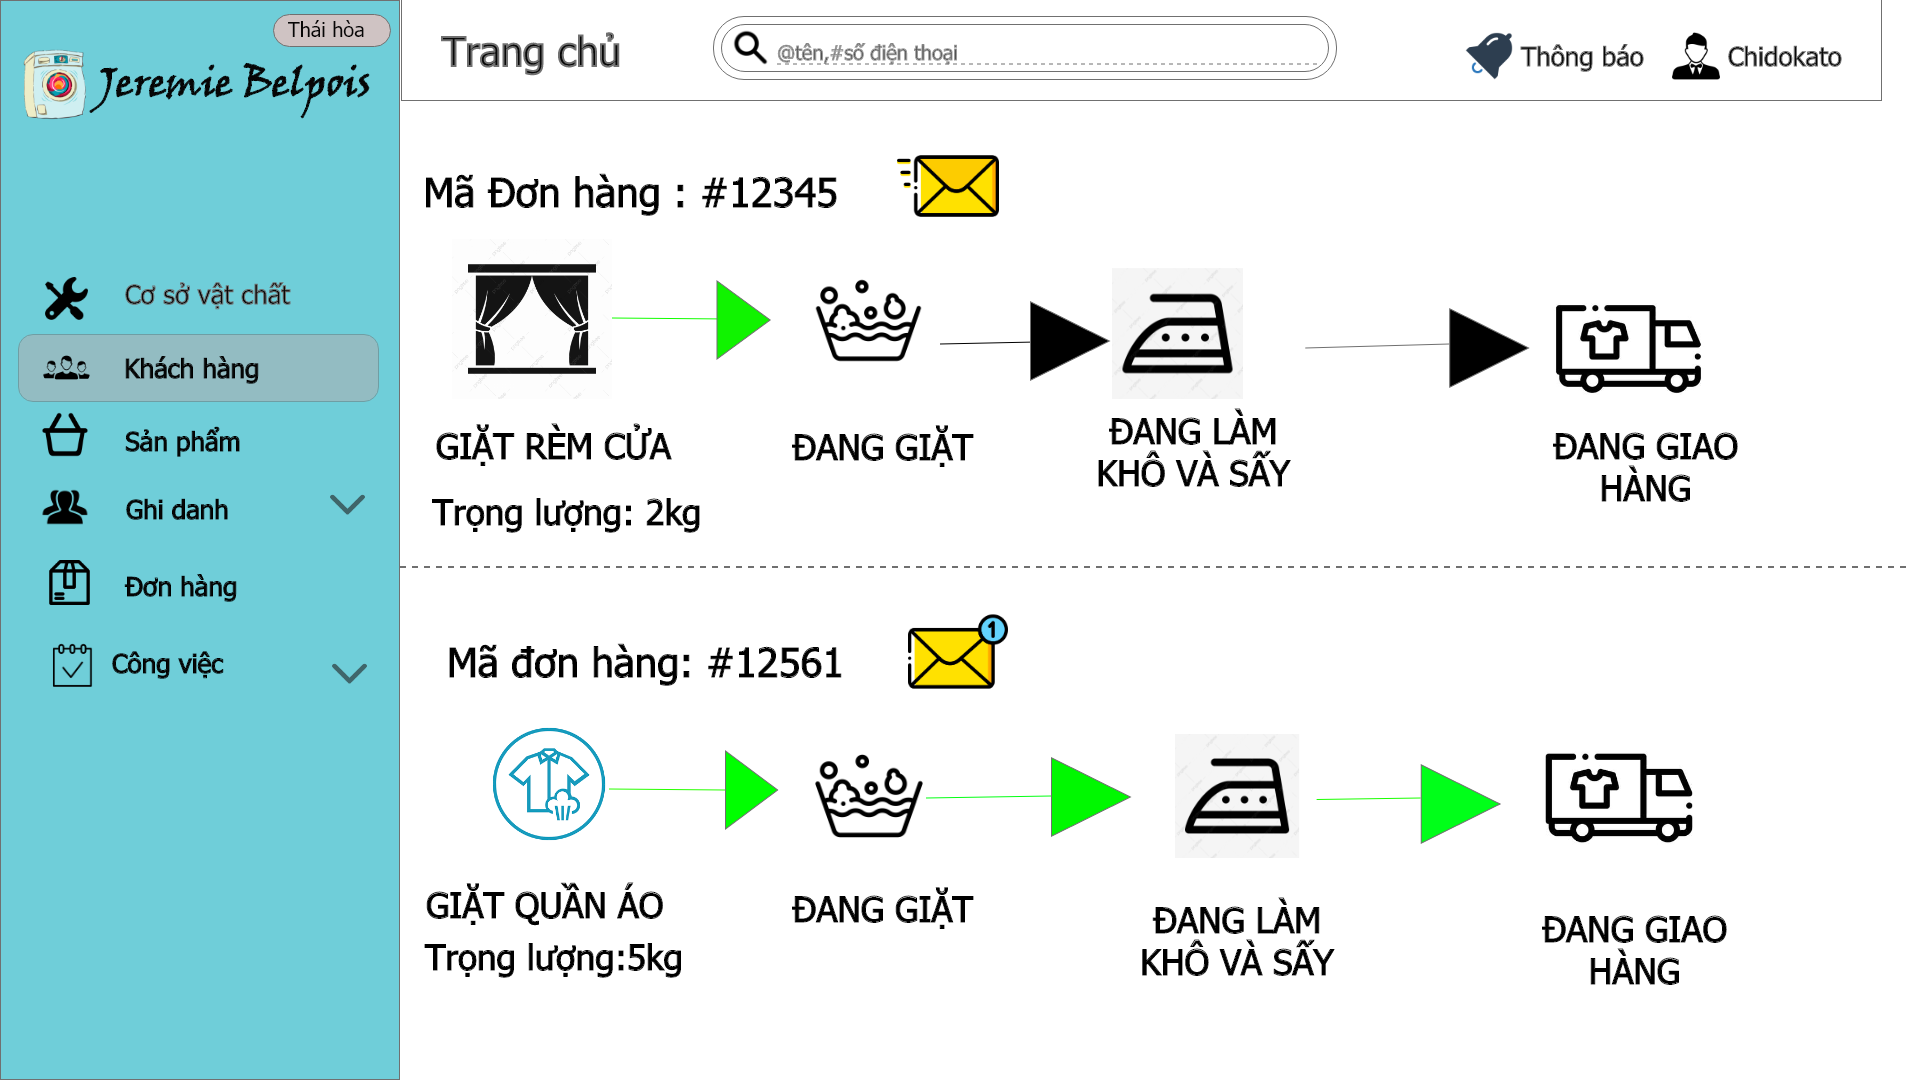 Thái hòa
Jeremie Belpois
Cơ sở vật chất
Khách hàng
Sản phẩm
Ghi danh
Đơn hàng
Công việc
Trang chủ
@tên,#số điện thoại
Thông báo
Chidokato
Mã Đơn hàng : #12345
GIẶT RÈM CỬA
Trọng lượng: 2kg
ĐANG GIẶT
ĐANG LÀM
KHÔ VÀ SẤY
ĐANG GIAO
HÀNG
Mã đơn hàng: #12561
1
GIẶT QUẦN ÁO
Trọng lượng:5kg
ĐANG GIẶT
ĐANG LÀM
KHÔ VÀ SẤY
ĐANG GIAO
HÀNG